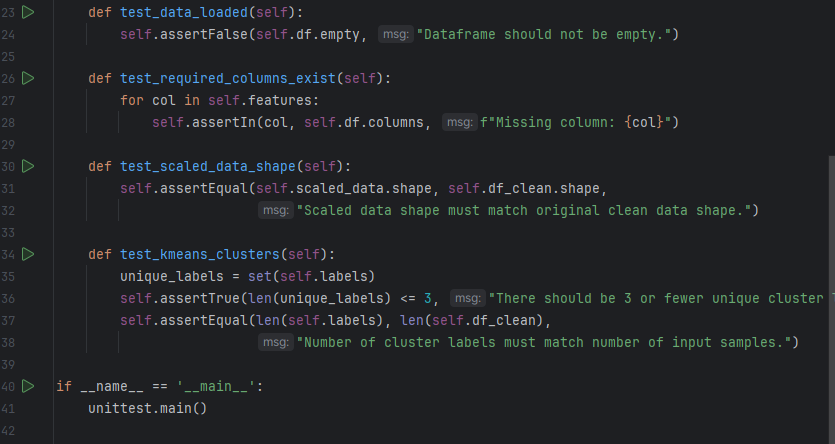 23 def test_data_loaded(self):
24 self.assertFalse(self.df.empty, msg: "Dataframe should not be empty.")
25
26 def test_required_columns_exist(self):
27 for col in self.features:
28 self.assertIn(col, self.df.columns, msg: f"Missing column: {col}")
29
30 def test_scaled_data_shape(self):
31 self.assertEqual(self.scaled_data.shape, self.df_clean.shape,
32 msg: "Scaled data shape must match original clean data shape.")
33
34 def test_kmeans_clusters(self):
35 unique_labels = set(self.labels)
36 self.assertTrue(len(unique_labels) <= 3, msg: "There should be 3 or fewer unique cluster
37 self.assertEqual(len(self.labels), len(self.df_clean),
38 msg: "Number of cluster labels must match number of input samples.")
39
40 if __name__ == '__main__':
41 unittest.main()
42